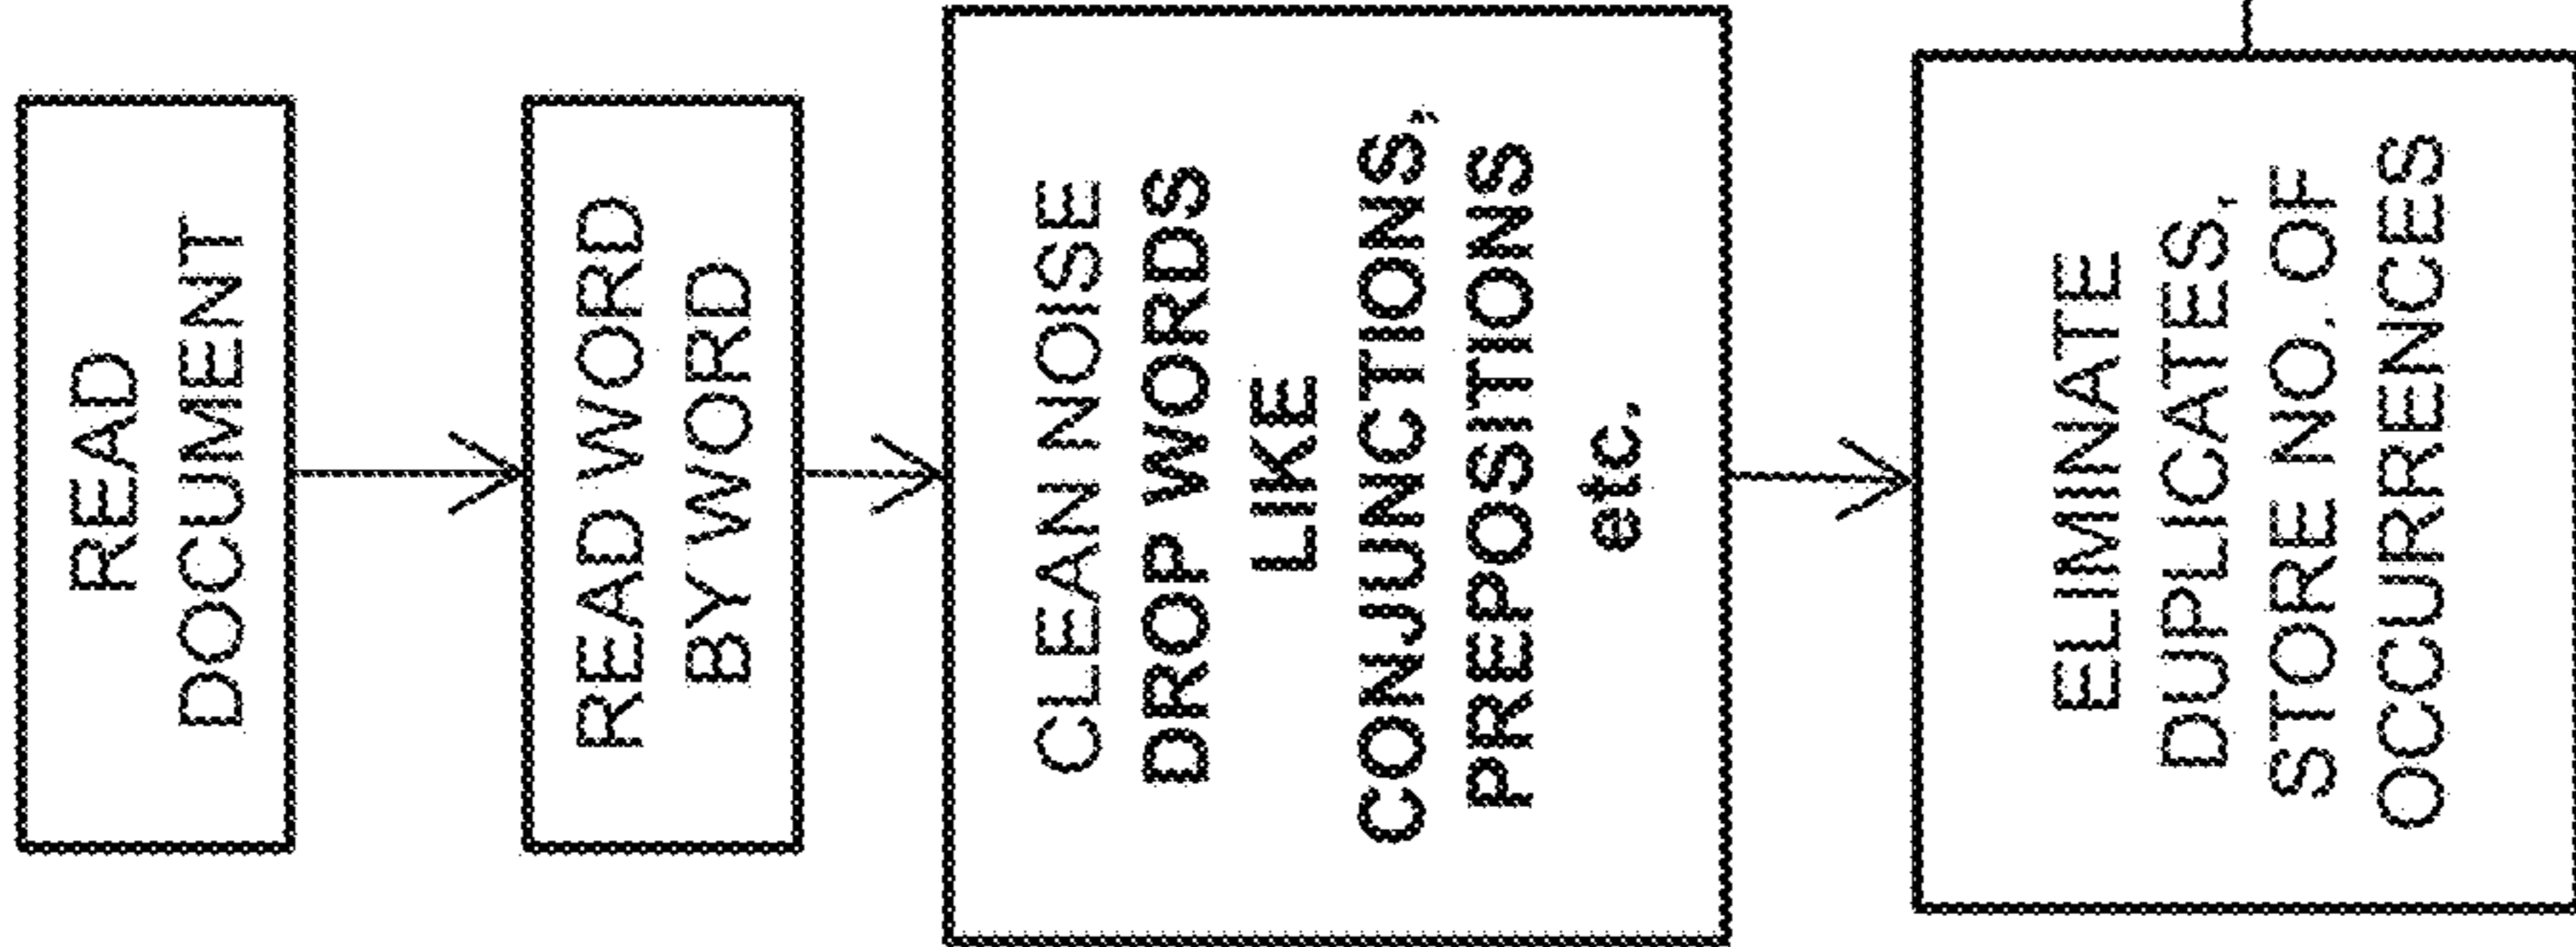 READ
DOCUMENT
READ WORD
BY WORD
CLEAN NOISE
DROP WORDS
LIKE
CONJUNCTIONS,
PREPOSITIONS
etc.
ELIMINATE
DUPLICATES,
STORE NO. OF
OCCURRENCES